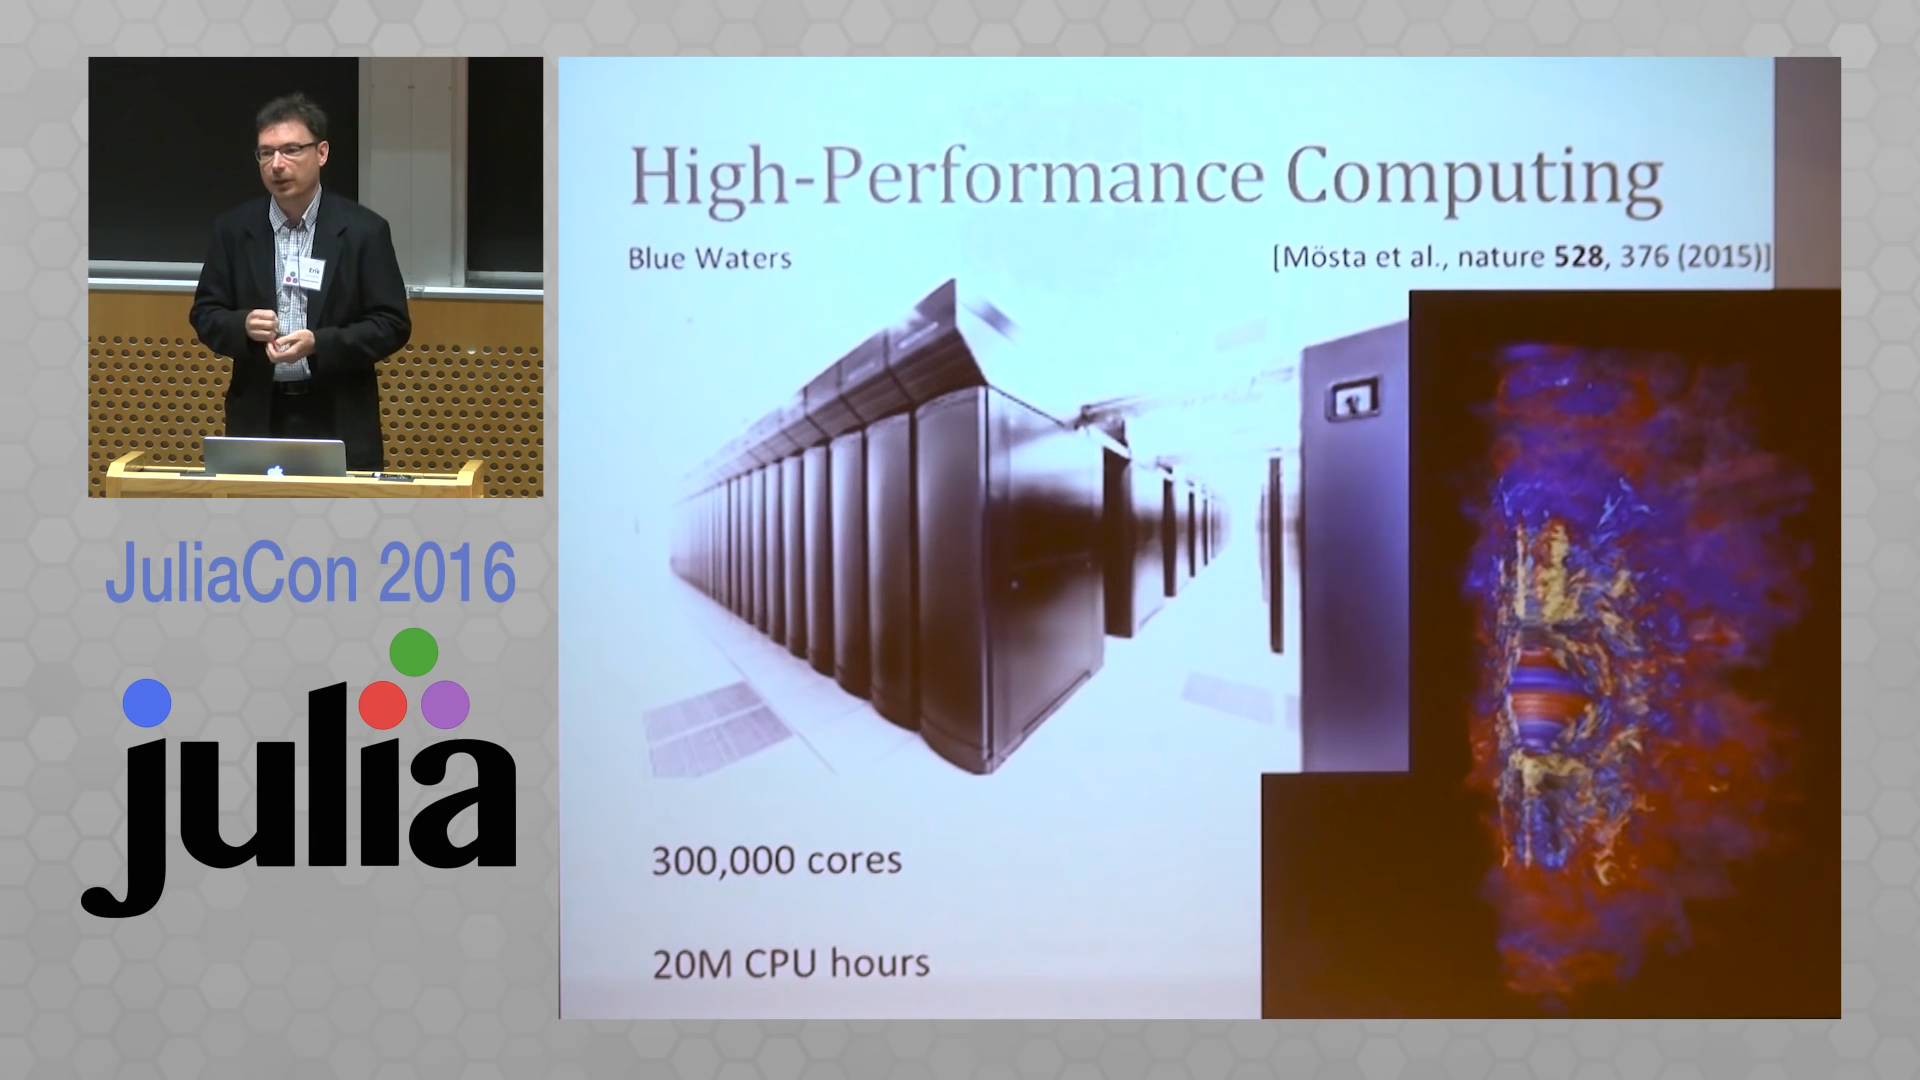 Erik
JuliaCon 2016
julia
High-Performance Computing
Blue Waters
[Mösta et al., nature 528, 376 (2015)]
300,000 cores
20M CPU hours